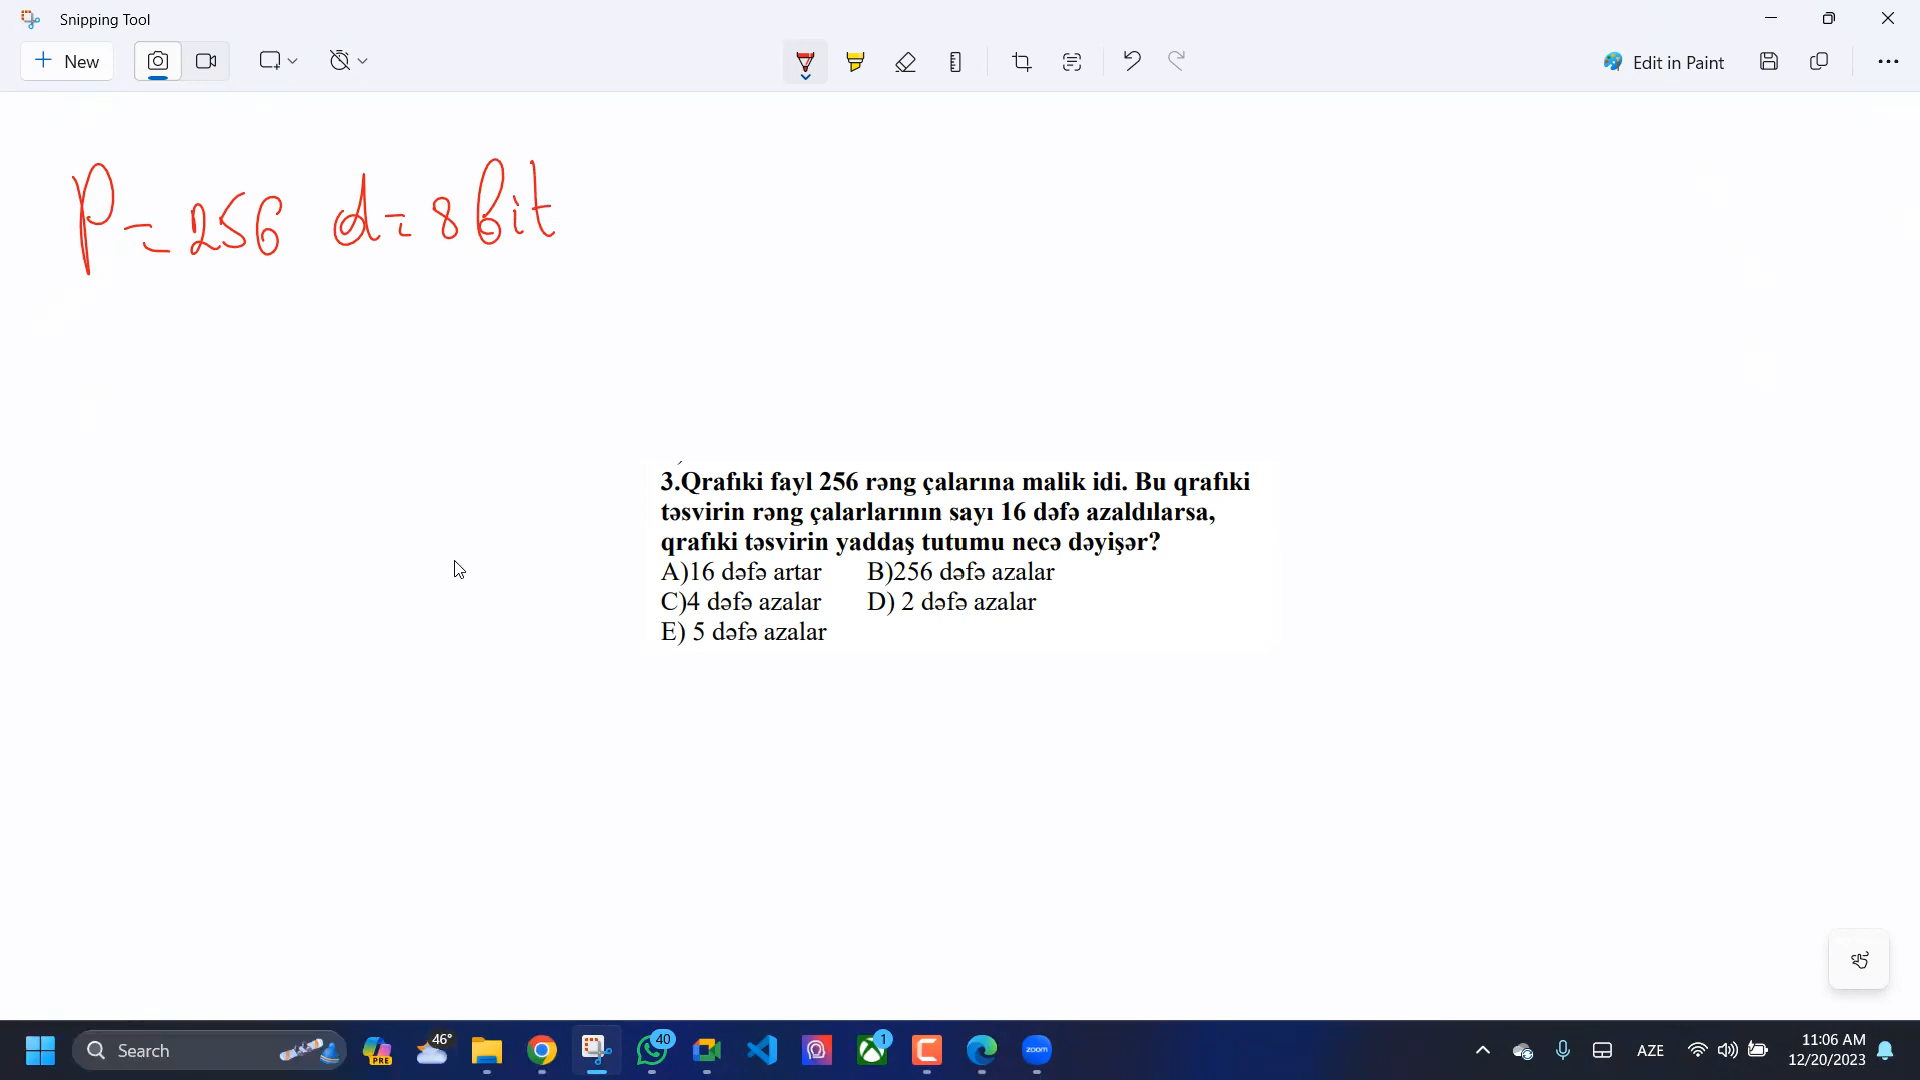 Snipping Tool
New
Edit in Paint
P = 256 d = 8 bit
3.Qrafiki fayl 256 rəng çalarına malik idi. Bu qrafiki
təsvirin rəng çalarlarının sayı 16 dəfə azaldılarsa,
qrafiki təsvirin yaddaş tutumu necə dəyişər?
A)16 dəfə artar B)256 dəfə azalar
C)4 dəfə azalar D) 2 dəfə azalar
E) 5 dəfə azalar
Search
PRE
46°
40
1
zoom
AZE
11:06 AM
12/20/2023